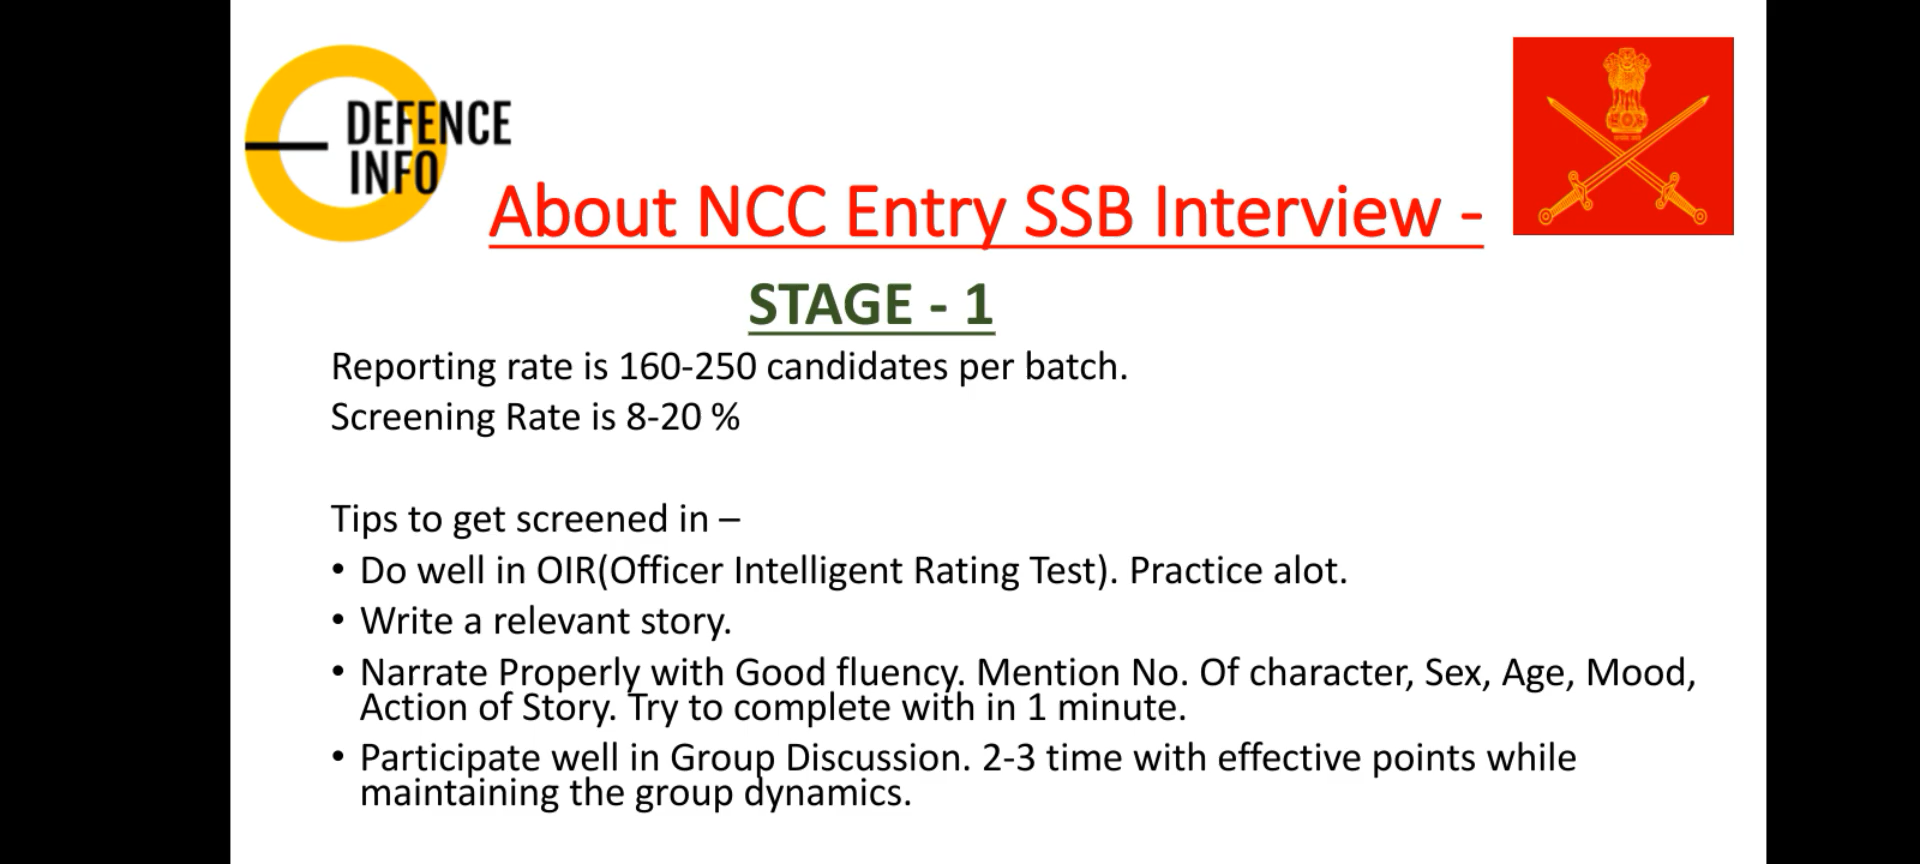 DEFENCE
INFO
About NCC Entry SSB Interview -
STAGE - 1
Reporting rate is 160-250 candidates per batch.
Screening Rate is 8-20 %
Tips to get screened in –
• Do well in OIR(Officer Intelligent Rating Test). Practice alot.
• Write a relevant story.
• Narrate Properly with Good fluency. Mention No. Of character, Sex, Age, Mood,
Action of Story. Try to complete with in 1 minute.
• Participate well in Group Discussion. 2-3 time with effective points while
maintaining the group dynamics.